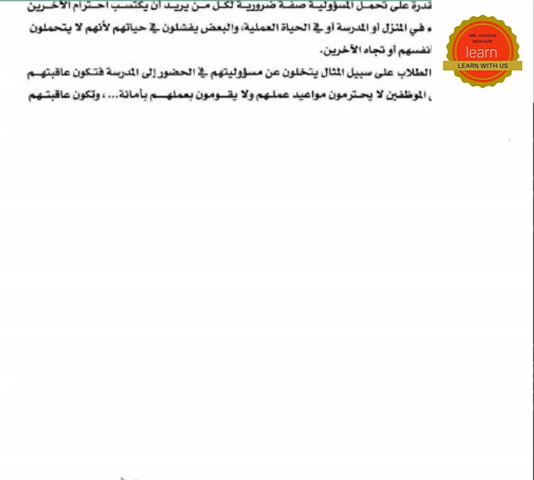 قدرة على تحمل المسؤولية صفة ضرورية لكل من يريد أن يكتسب احترام الآخرين
في المنزل أو المدرسة أو في الحياة العملية، والبعض يفشلون في حياتهم لأنهم لا يتحملون
أنفسهم أو تجاه الآخرين.
الطلاب على سبيل المثال يتخلون عن مسؤوليتهم في الحضور إلى المدرسة فتكون عاقبتهم
الموظفين لا يحترمون مواعيد عملهم ولا يقومون بعملهم بأمانة...، وتكون عاقبتهم
learn
LEARN WITH US